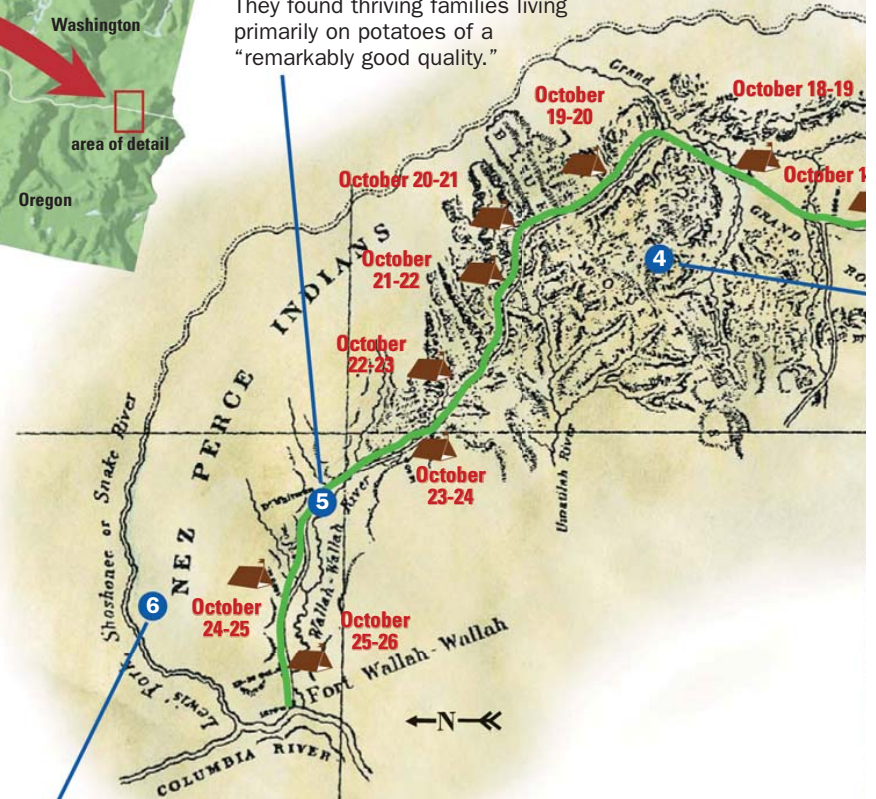 They found thriving families living
primarily on potatoes of a
“remarkably good quality.”
Washington
area of detail
Oregon
Grand
October 18-19
October
19-20
October 1
October 20-21
GRAND
4
October
21-22
NEZ PERCE INDIANS
October
22-23
Shoshonee or Snake River
Umatilah River
October
23-24
5
Dr. Whitman
Wallah-Wallah River
6
October
24-25
October
25-26
Fort Wallah-Wallah
Lewis' Fork
N
COLUMBIA RIVER